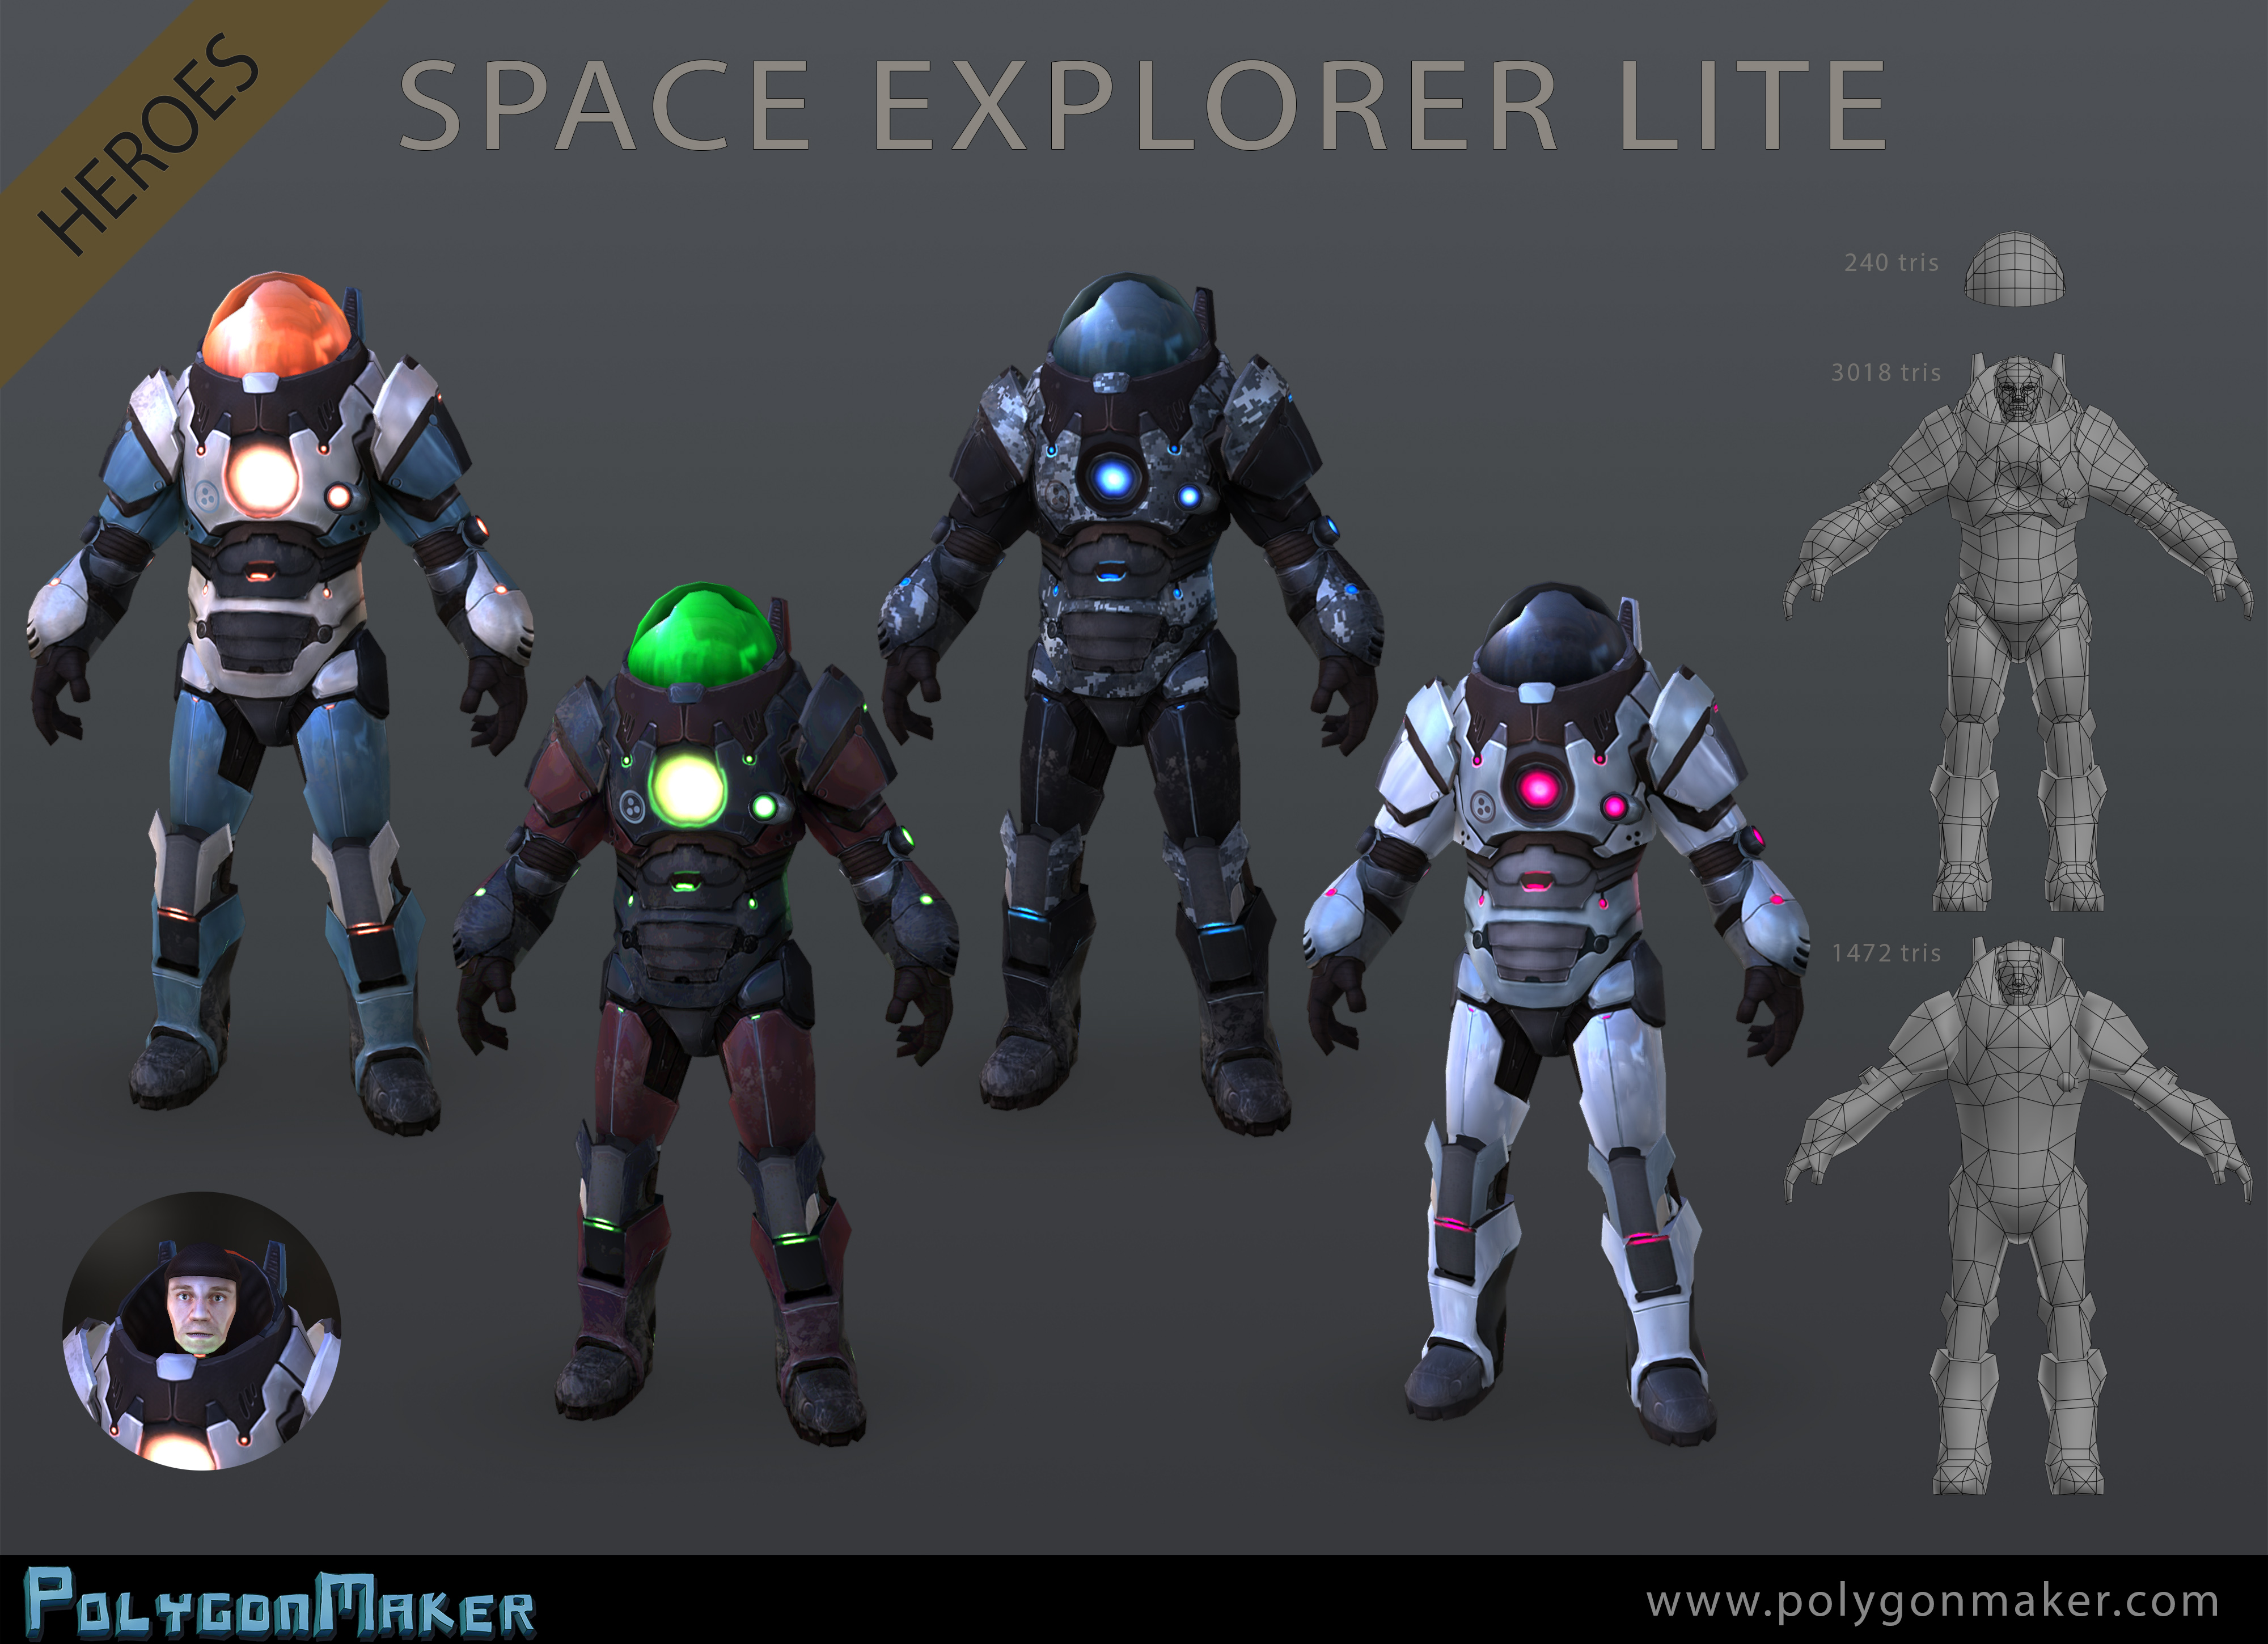 HEROES
SPACE EXPLORER LITE
240 tris
3018 tris
1472 tris
POLYGONMAKER
www.polygonmaker.com